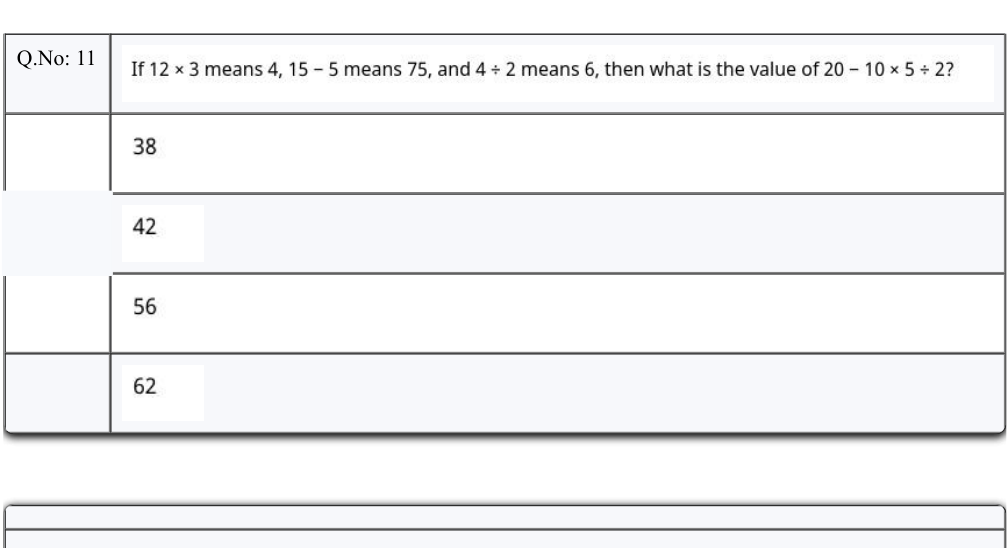 Q.No: 11
If 12 × 3 means 4, 15 − 5 means 75, and 4 ÷ 2 means 6, then what is the value of 20 − 10 × 5 ÷ 2?
38
42
56
62